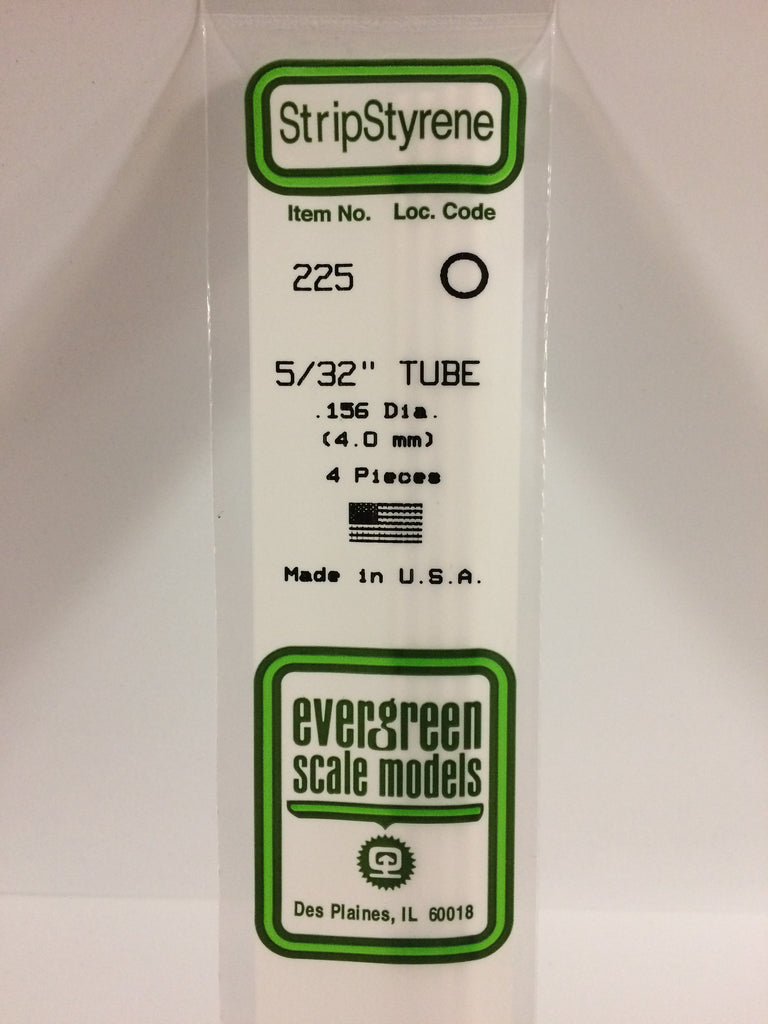 StripStyrene
Item No. Loc. Code
225
5/32" TUBE
.156 Dia.
(4.0 mm)
4 Pieces
Made in U.S.A.
evergreen
scale models
Des Plaines, IL 60018